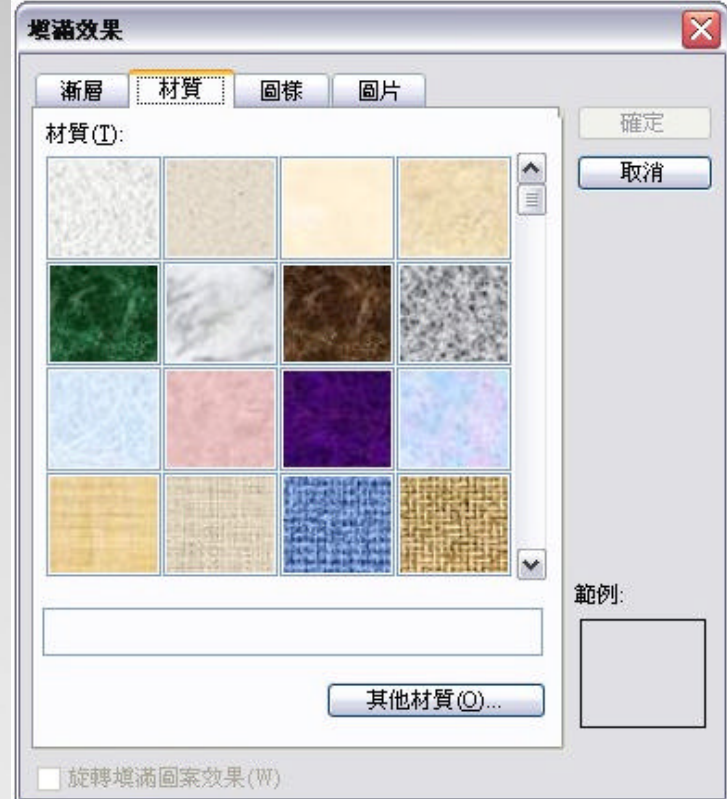 填滿效果
漸層 材質 圖樣 圖片
材質(T):
確定
取消
範例:
其他材質(O)...
旋轉填滿圖案效果(W)